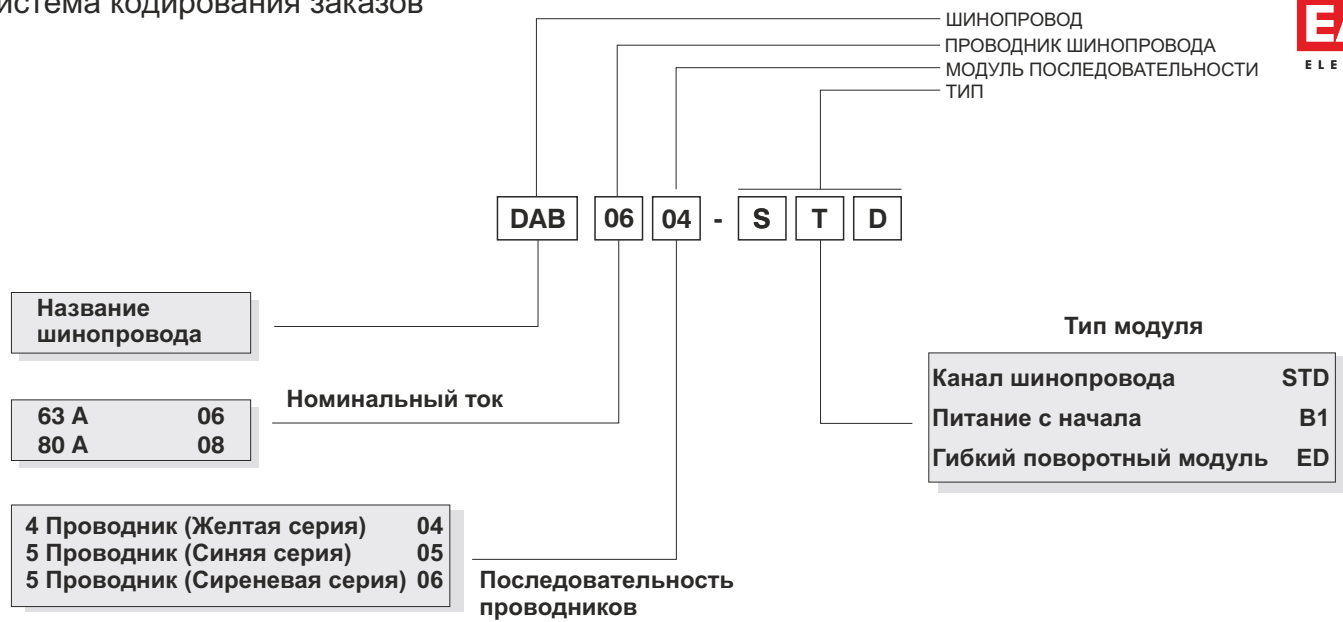 истема кодирования заказов
ШИНОПРОВОД
ПРОВОДНИК ШИНОПРОВОДА
МОДУЛЬ ПОСЛЕДОВАТЕЛЬНОСТИ
ТИП
DAB 06 04 - S T D
Название
шинопровода
63 А 06
80 А 08
Номинальный ток
4 Проводник (Желтая серия) 04
5 Проводник (Синяя серия) 05
5 Проводник (Сиреневая серия) 06
Последовательность
проводников
Тип модуля
Канал шинопровода STD
Питание с начала B1
Гибкий поворотный модуль ED